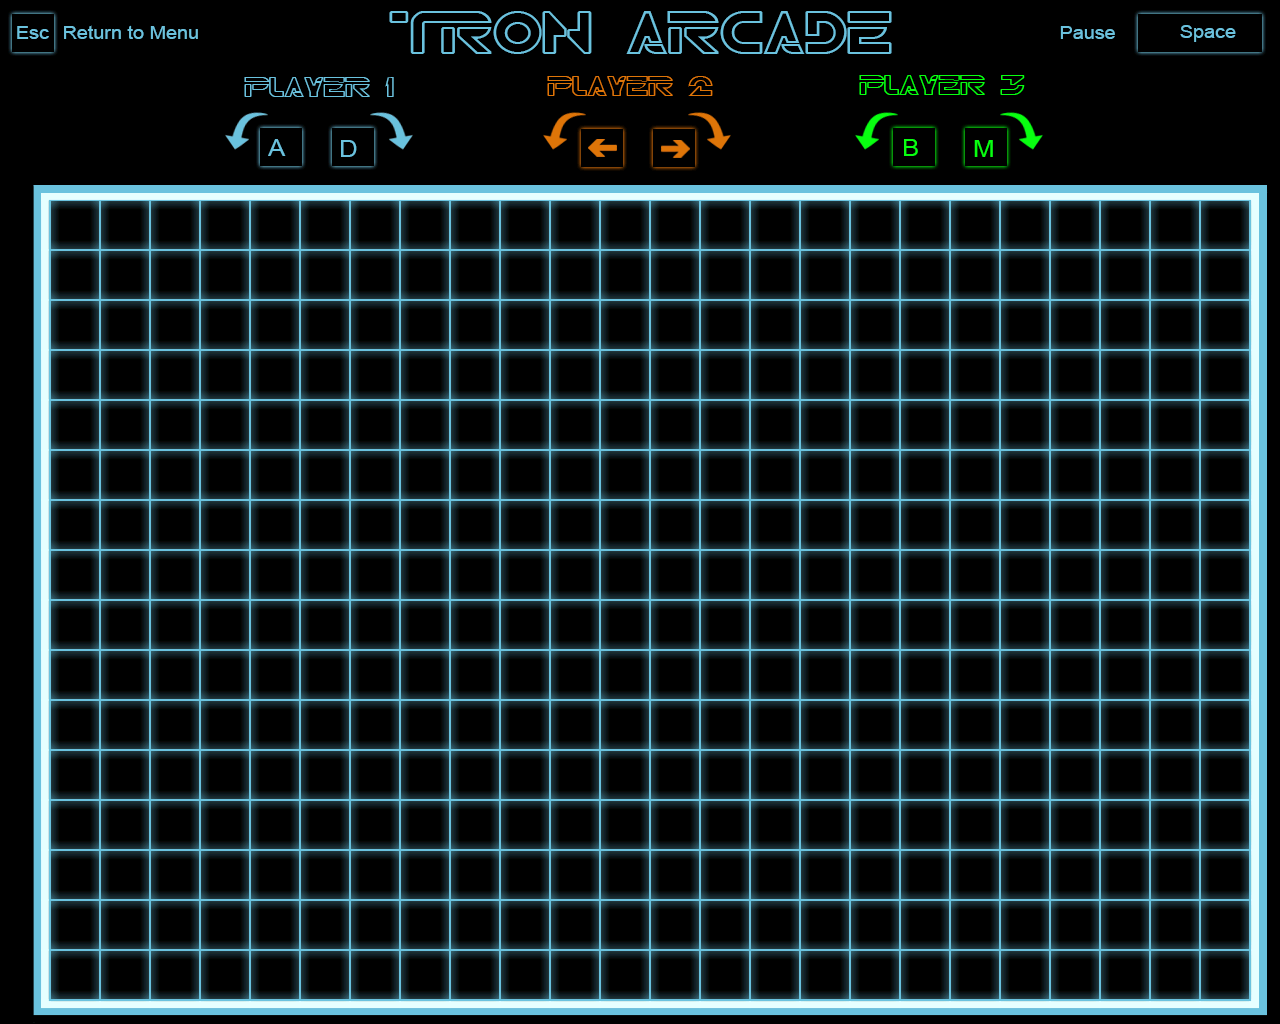 Esc Return to Menu TRON ARCADE Pause Space
PLAYER 1 PLAYER 2 PLAYER 3
A D B M